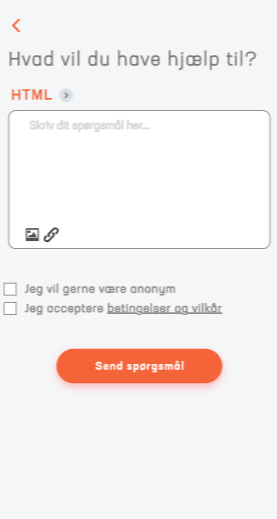 Hvad vil du have hjælp til?
HTML
Skriv dit spørgsmål her...
Jeg vil gerne være anonym
Jeg acceptere betingelser og vilkår
Send spørgsmål